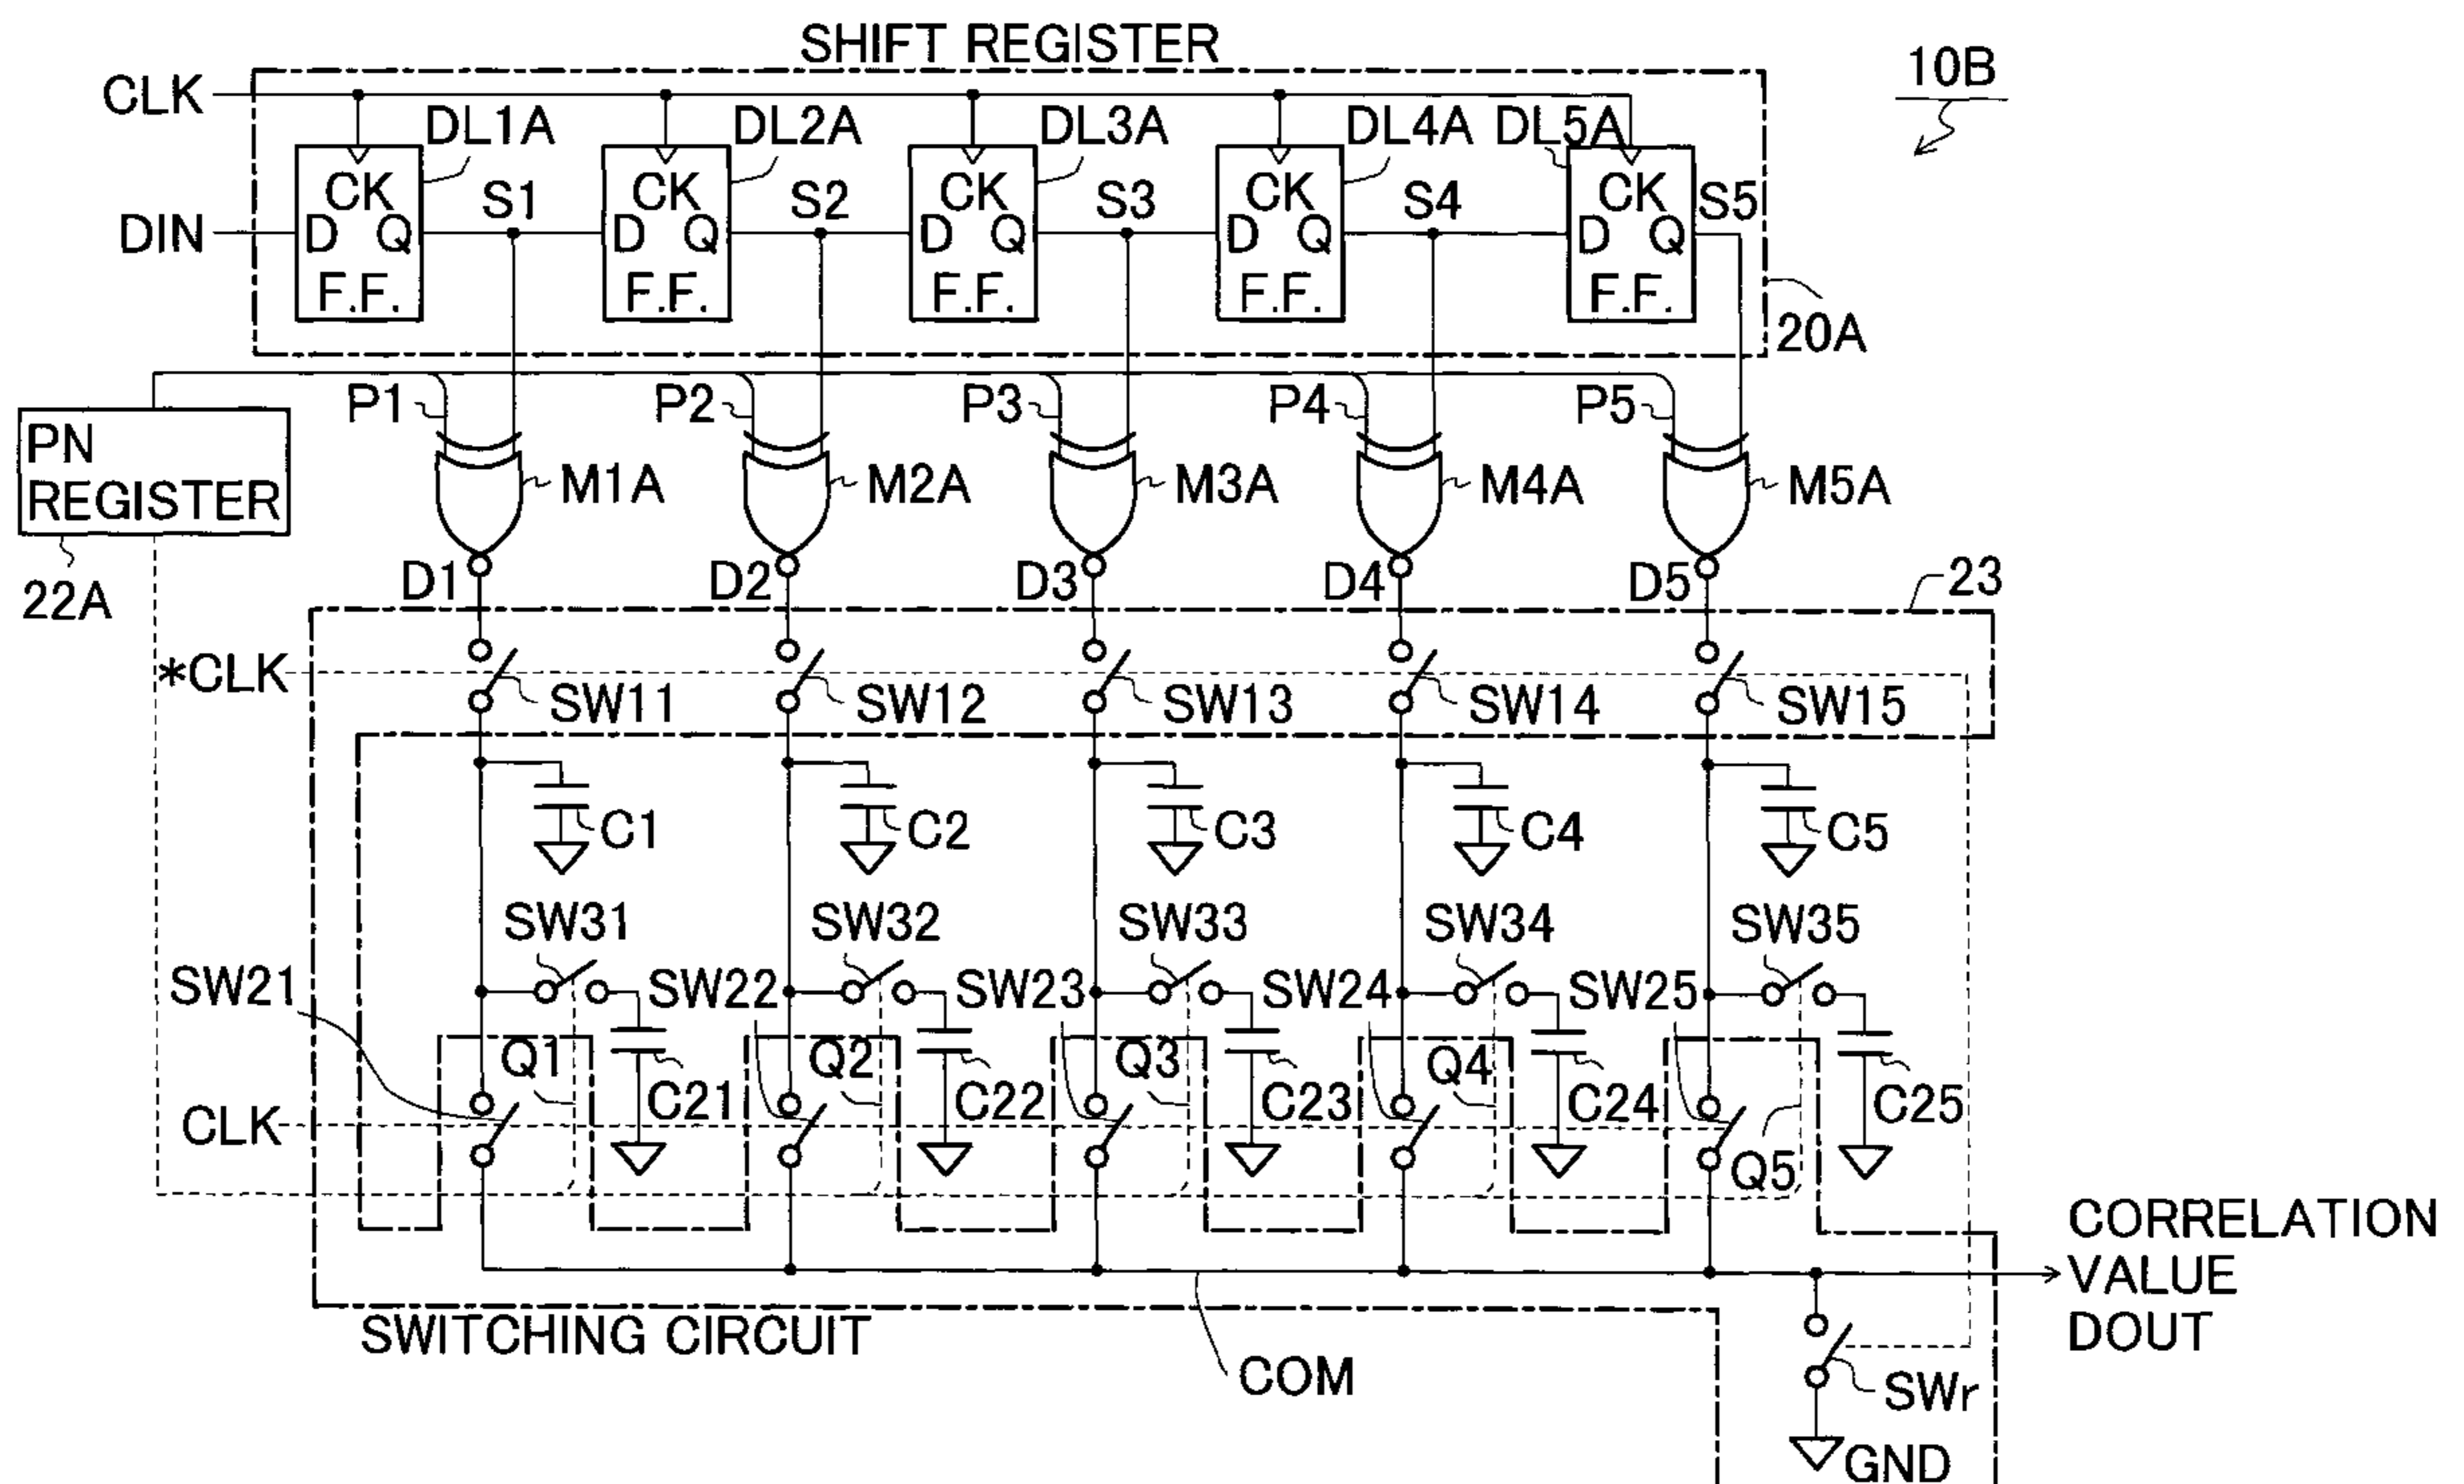 SHIFT REGISTER
10B
CLK
DL1A DL2A DL3A DL4A DL5A
CK CK CK CK CK
S1 S2 S3 S4 S5
DIN
D Q D Q D Q D Q D Q
F.F. F.F. F.F. F.F. F.F.
20A
P1 P2 P3 P4 P5
PN
REGISTER
M1A M2A M3A M4A M5A
22A
D1 D2 D3 D4 D5
23
*CLK
SW11 SW12 SW13 SW14 SW15
C1 C2 C3 C4 C5
SW31 SW32 SW33 SW34 SW35
SW21 SW22 SW23 SW24 SW25
Q1 Q2 Q3 Q4
C21 C22 C23 C24 C25
CLK
Q5
CORRELATION
VALUE
DOUT
SWITCHING CIRCUIT
COM
SWr
GND